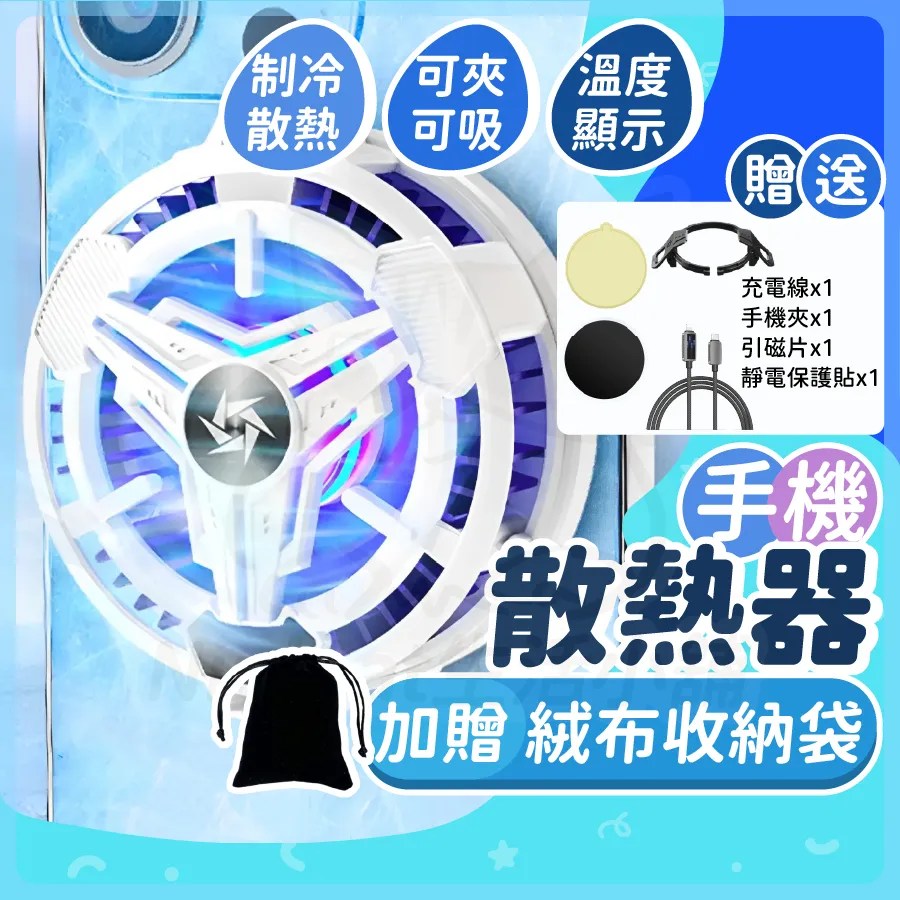 制冷
散熱
可夾
可吸
溫度
顯示
贈送
充電線x1
手機夾x1
引磁片x1
靜電保護貼x1
手機
散熱器
加贈 絨布收納袋